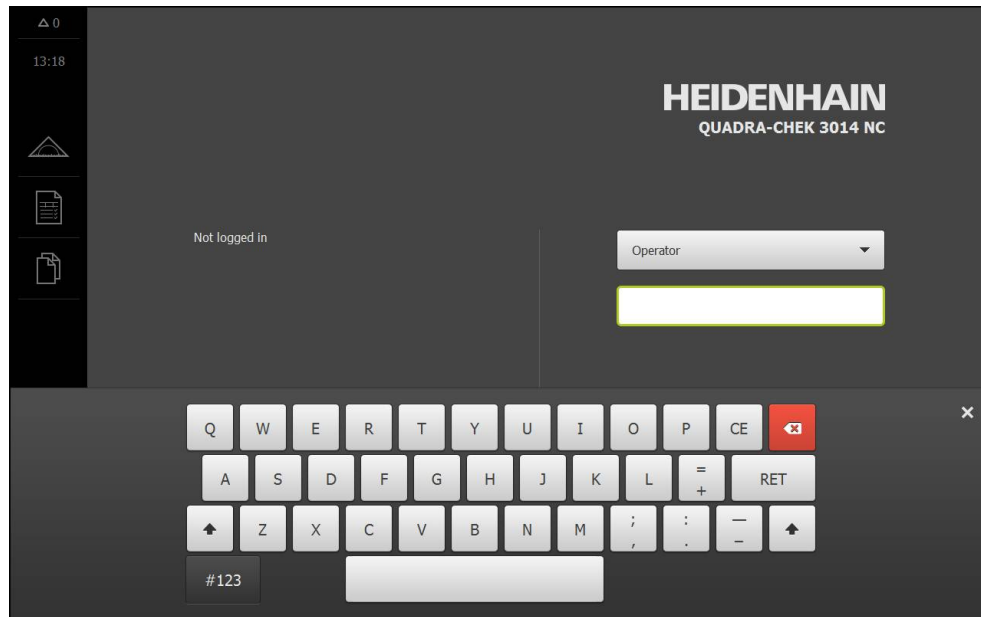 0
13:18
HEIDENHAIN
QUADRA-CHEK 3014 NC
Not logged in
Operator
Q W E R T Y U I O P CE
A S D F G H J K L = + RET
Z X C V B N M ; , : . — –
#123